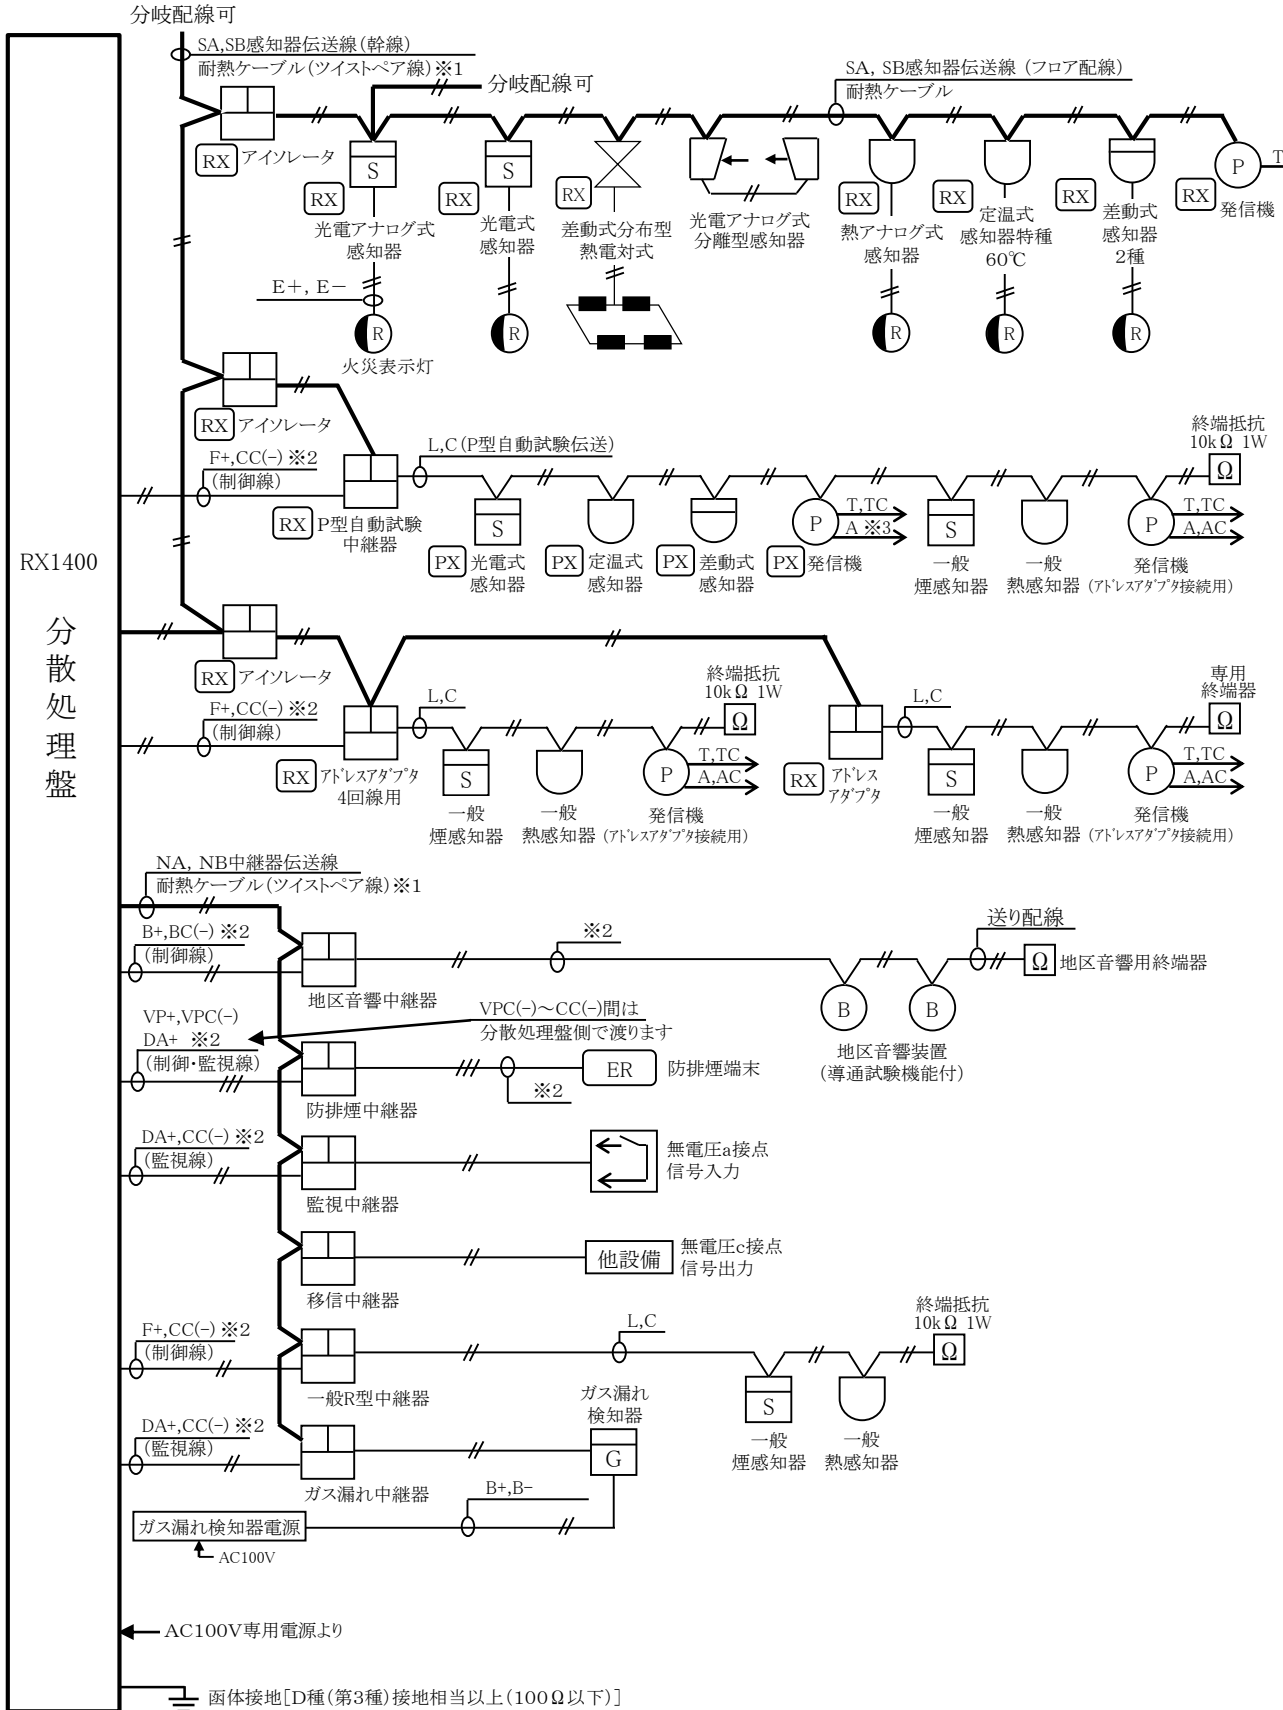 分岐配線可
SA,SB感知器伝送線(幹線)
耐熱ケーブル(ツイストペア線)※1
分岐配線可
SA, SB感知器伝送線 (フロア配線)
耐熱ケーブル
RX アイソレータ
S
RX
光電アナログ式
感知器
S
RX
光電式
感知器
RX
差動式分布型
熱電対式
光電アナログ式
分離型感知器
RX
熱アナログ式
感知器
RX
定温式
感知器特種
60℃
RX
差動式
感知器
2種
P
T
RX 発信機
E+, E-
R
R
R
R
R
火災表示灯
RX アイソレータ
F+,CC(-) ※2
(制御線)
L,C(P型自動試験伝送)
終端抵抗
10kΩ 1W
Ω
RX P型自動試験
中継器
S
PX 光電式
感知器
PX 定温式
感知器
PX 差動式
感知器
P
T,TC
A ※3
PX 発信機
S
一般
煙感知器
一般
熱感知器
P
T,TC
A,AC
発信機
(アドレスアダプタ接続用)
RX1400
分散処理盤
RX アイソレータ
F+,CC(-) ※2
(制御線)
L,C
終端抵抗
10kΩ 1W
Ω
RX アドレスアダプタ
4回線用
S
一般
煙感知器
一般
熱感知器
P
T,TC
A,AC
発信機
(アドレスアダプタ接続用)
L,C
専用
終端器
Ω
RX アドレス
アダプタ
S
一般
煙感知器
一般
熱感知器
P
T,TC
A,AC
発信機
(アドレスアダプタ接続用)
NA, NB中継器伝送線
耐熱ケーブル(ツイストペア線)※1
B+,BC(-) ※2
(制御線)
※2
送り配線
Ω 地区音響用終端器
地区音響中継器
B
B
地区音響装置
(導通試験機能付)
VP+,VPC(-)
DA+ ※2
(制御・監視線)
VPC(-)～CC(-)間は
分散処理盤側で渡ります
ER 防排煙端末
※2
防排煙中継器
DA+,CC(-) ※2
(監視線)
無電圧a接点
信号入力
監視中継器
他設備
無電圧c接点
信号出力
移信中継器
F+,CC(-) ※2
(制御線)
L,C
終端抵抗
10kΩ 1W
Ω
一般R型中継器
S
一般
煙感知器
一般
熱感知器
DA+,CC(-) ※2
(監視線)
ガス漏れ
検知器
G
ガス漏れ中継器
B+,B-
ガス漏れ検知器電源
AC100V
AC100V専用電源より
函体接地[D種(第3種)接地相当以上(100Ω以下)]